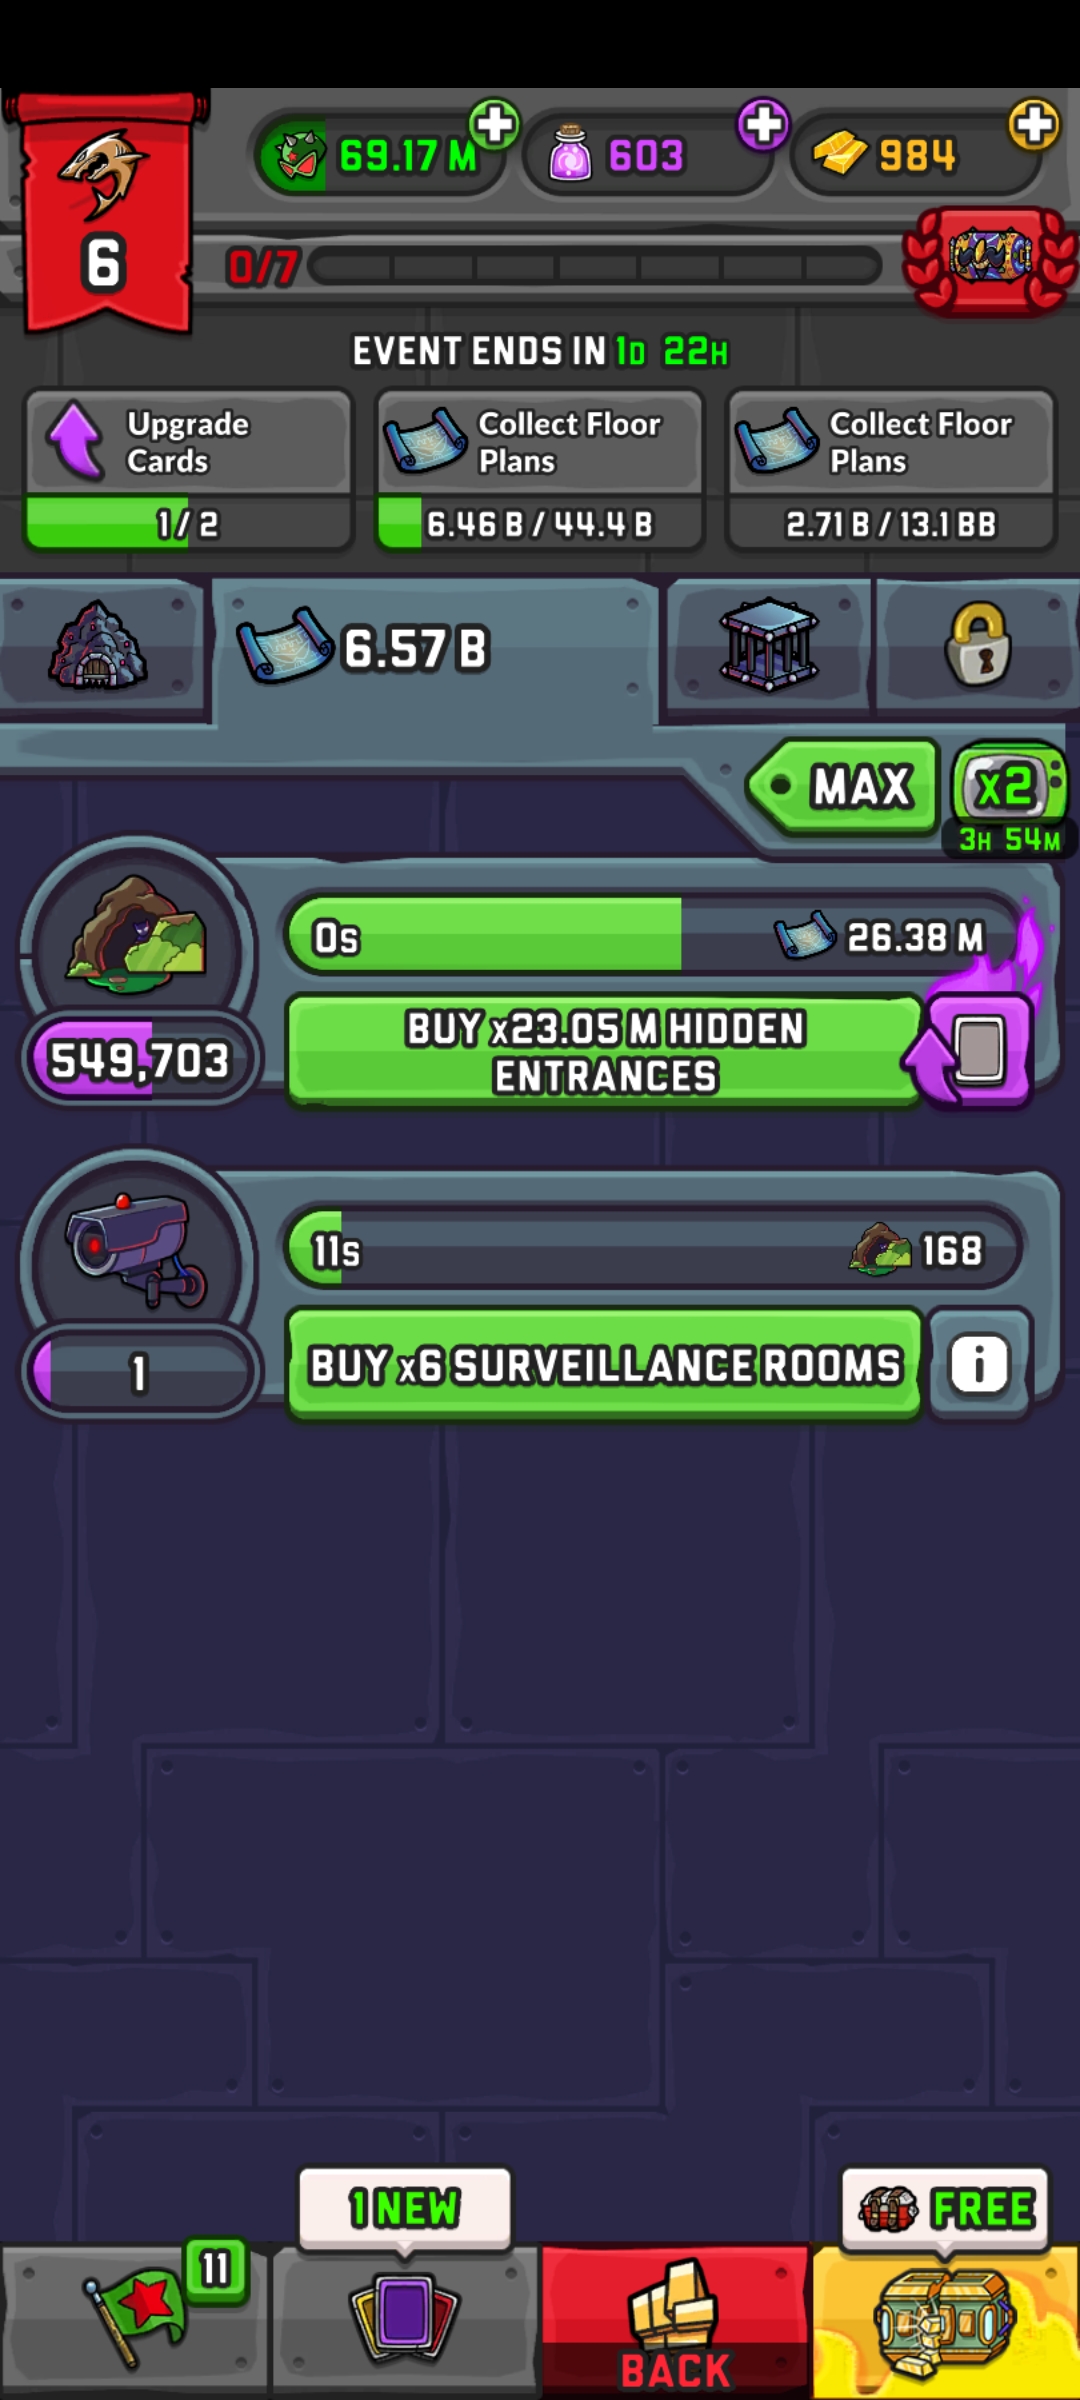 69.17 M
603
984
6
0/7
EVENT ENDS IN 1D 22H
Upgrade
Cards
1 / 2
Collect Floor
Plans
6.46 B / 44.4 B
Collect Floor
Plans
2.71 B / 13.1 BB
6.57 B
MAX
x2
3H 54M
0s
26.38 M
549,703
BUY x23.05 M HIDDEN
ENTRANCES
11s
168
1
BUY x6 SURVEILLANCE ROOMS
i
1 NEW
FREE
11
BACK